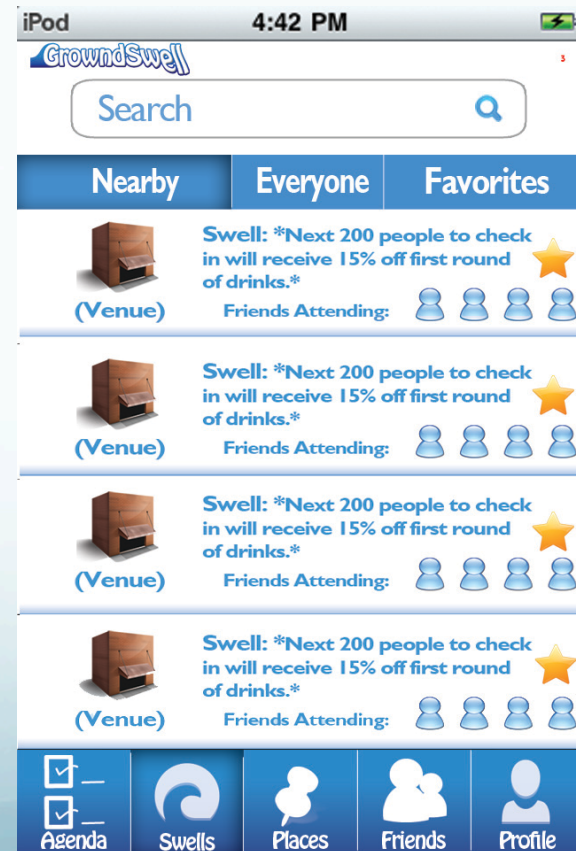 iPod 4:42 PM
GrowndSwell
3
Search
Nearby Everyone Favorites
Swell: *Next 200 people to check
in will receive 15% off first round
of drinks.*
(Venue) Friends Attending:
Swell: *Next 200 people to check
in will receive 15% off first round
of drinks.*
(Venue) Friends Attending:
Swell: *Next 200 people to check
in will receive 15% off first round
of drinks.*
(Venue) Friends Attending:
Swell: *Next 200 people to check
in will receive 15% off first round
of drinks.*
(Venue) Friends Attending:
Agenda Swells Places Friends Profile